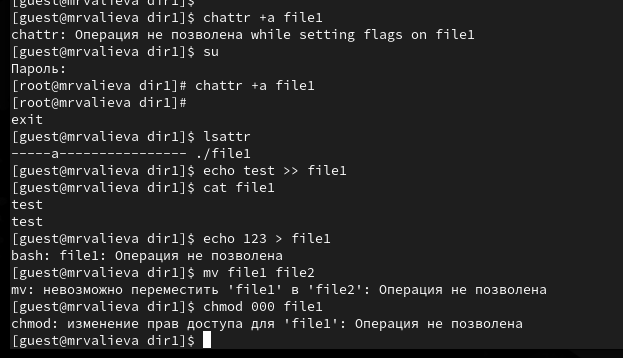 [guest@mrvalieva dir1]$
[guest@mrvalieva dir1]$ chattr +a file1
chattr: Операция не позволена while setting flags on file1
[guest@mrvalieva dir1]$ su
Пароль:
[root@mrvalieva dir1]# chattr +a file1
[root@mrvalieva dir1]#
exit
[guest@mrvalieva dir1]$ lsattr
-----a---------------- ./file1
[guest@mrvalieva dir1]$ echo test >> file1
[guest@mrvalieva dir1]$ cat file1
test
test
[guest@mrvalieva dir1]$ echo 123 > file1
bash: file1: Операция не позволена
[guest@mrvalieva dir1]$ mv file1 file2
mv: невозможно переместить 'file1' в 'file2': Операция не позволена
[guest@mrvalieva dir1]$ chmod 000 file1
chmod: изменение прав доступа для 'file1': Операция не позволена
[guest@mrvalieva dir1]$